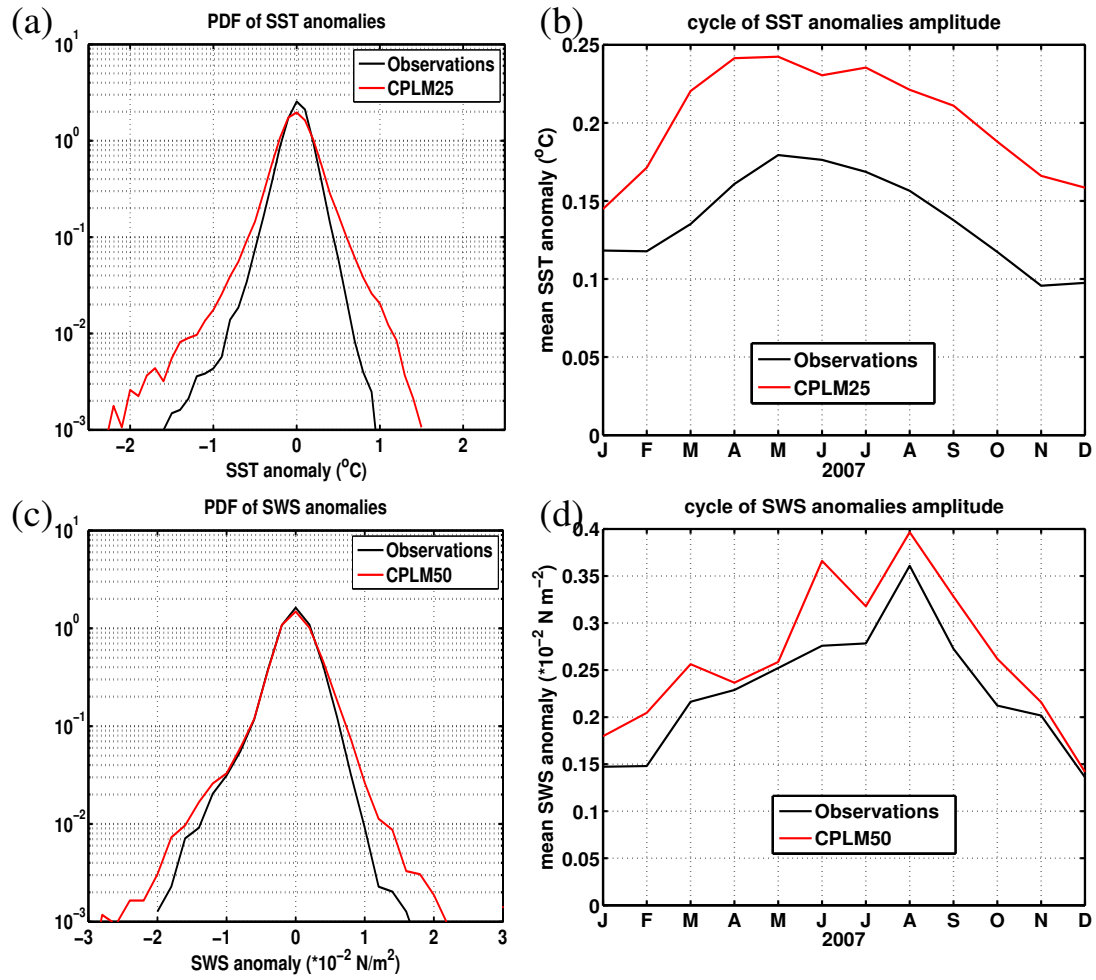 (a)
PDF of SST anomalies
10^1
10^0
10^-1
10^-2
10^-3
Observations
CPLM25
−2 −1 0 1 2
SST anomaly (°C)
(b)
cycle of SST anomalies amplitude
mean SST anomaly (°C)
0.25
0.2
0.15
0.1
0.05
0
Observations
CPLM25
J F M A M J J A S O N D
2007
(c)
PDF of SWS anomalies
10^1
10^0
10^-1
10^-2
10^-3
Observations
CPLM50
−3 −2 −1 0 1 2 3
SWS anomaly (*10^-2 N/m^2)
(d)
cycle of SWS anomalies amplitude
mean SWS anomaly (*10^-2 N m^-2)
0.4
0.35
0.3
0.25
0.2
0.15
0.1
0.05
0
Observations
CPLM50
J F M A M J J A S O N D
2007